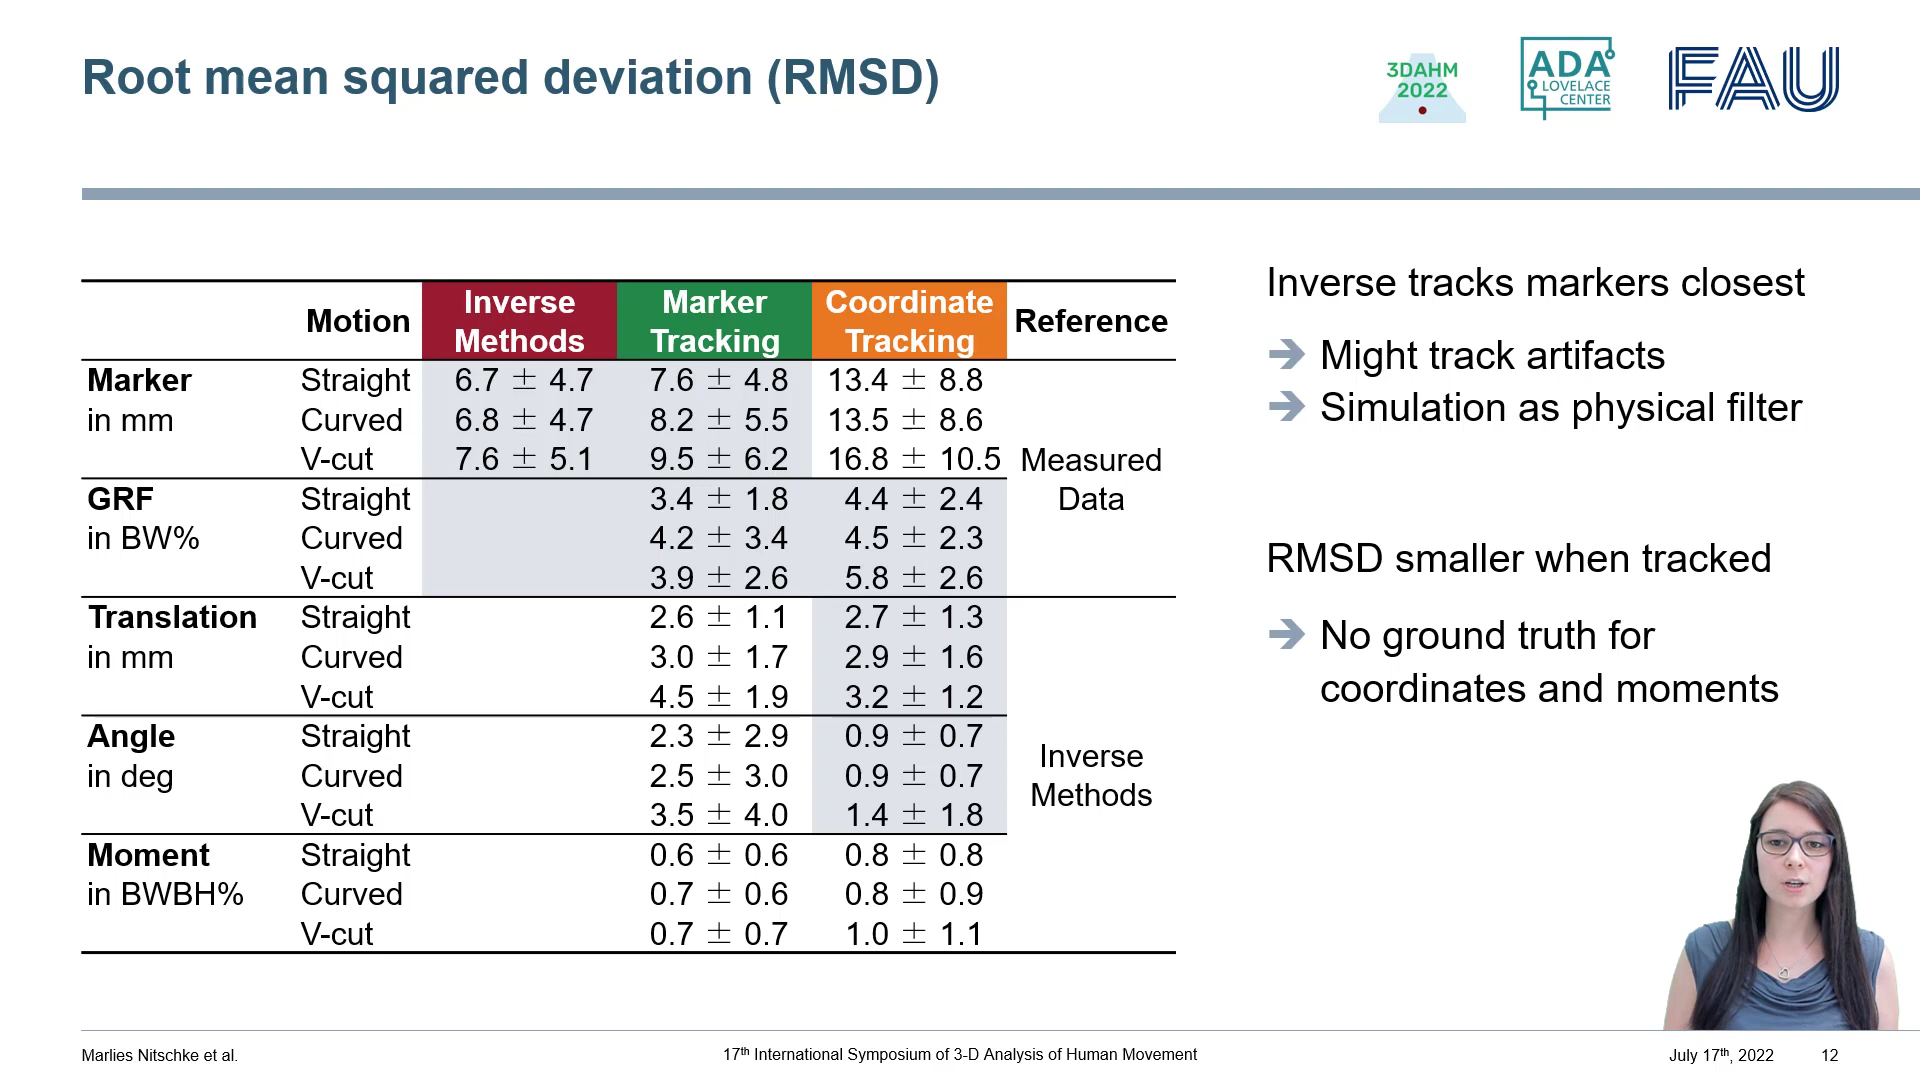 Root mean squared deviation (RMSD)
3DAHM
2022
ADA
LOVELACE
CENTER
FAU
Motion Inverse Methods Marker Tracking Coordinate Tracking Reference
Marker Straight 6.7 ± 4.7 7.6 ± 4.8 13.4 ± 8.8
in mm Curved 6.8 ± 4.7 8.2 ± 5.5 13.5 ± 8.6
V-cut 7.6 ± 5.1 9.5 ± 6.2 16.8 ± 10.5 Measured
GRF Straight 3.4 ± 1.8 4.4 ± 2.4 Data
in BW% Curved 4.2 ± 3.4 4.5 ± 2.3
V-cut 3.9 ± 2.6 5.8 ± 2.6
Translation Straight 2.6 ± 1.1 2.7 ± 1.3
in mm Curved 3.0 ± 1.7 2.9 ± 1.6
V-cut 4.5 ± 1.9 3.2 ± 1.2
Angle Straight 2.3 ± 2.9 0.9 ± 0.7 Inverse
in deg Curved 2.5 ± 3.0 0.9 ± 0.7 Methods
V-cut 3.5 ± 4.0 1.4 ± 1.8
Moment Straight 0.6 ± 0.6 0.8 ± 0.8
in BWBH% Curved 0.7 ± 0.6 0.8 ± 0.9
V-cut 0.7 ± 0.7 1.0 ± 1.1
Inverse tracks markers closest
➔ Might track artifacts
➔ Simulation as physical filter
RMSD smaller when tracked
➔ No ground truth for
coordinates and moments
Marlies Nitschke et al.
17th International Symposium of 3-D Analysis of Human Movement
July 17th, 2022
12